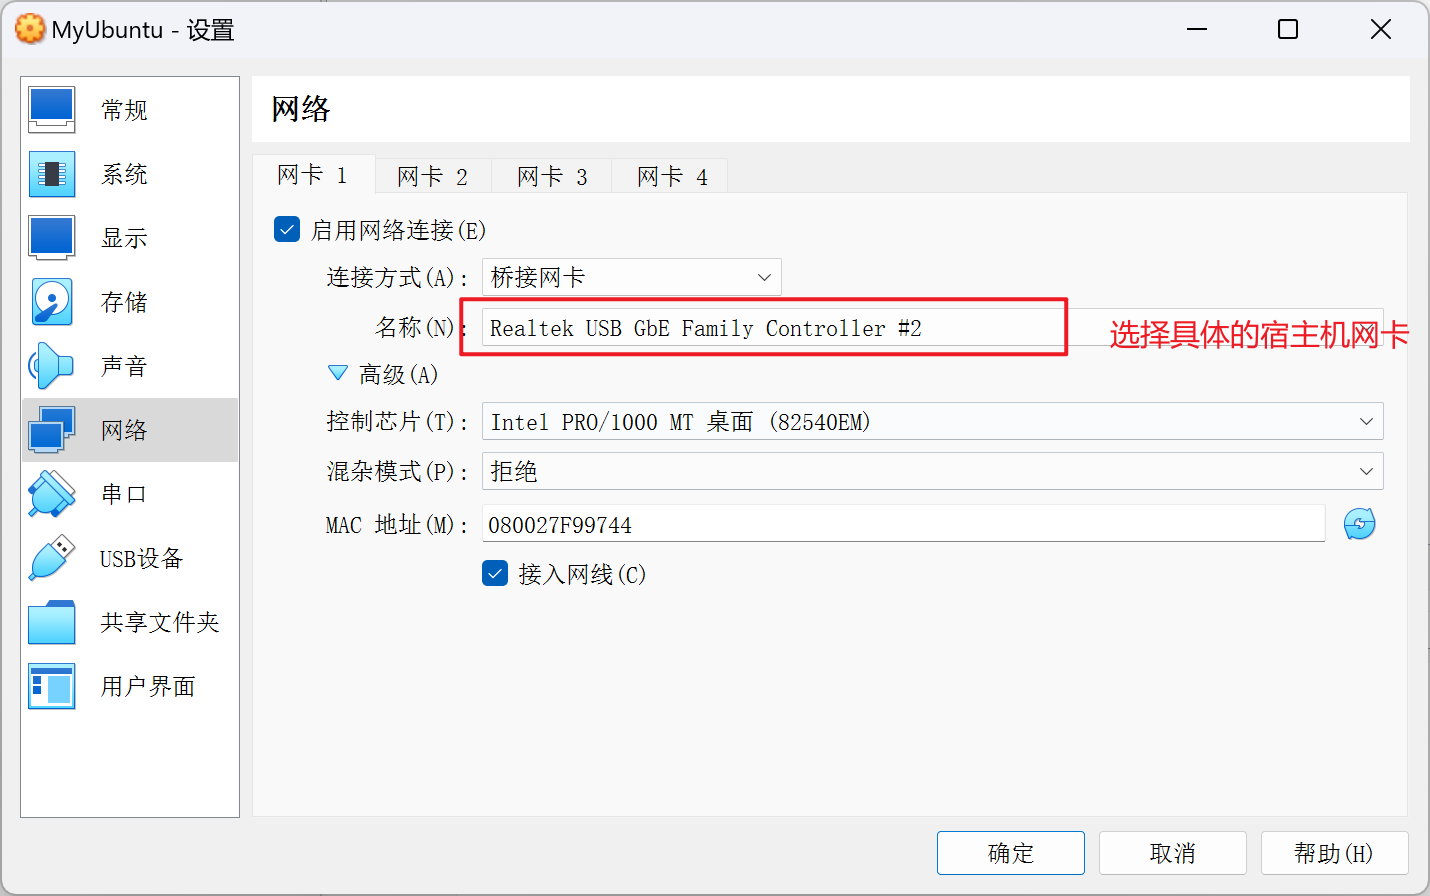 MyUbuntu - 设置
常规
系统
显示
存储
声音
网络
串口
USB设备
共享文件夹
用户界面
网络
网卡 1
网卡 2
网卡 3
网卡 4
启用网络连接(E)
连接方式(A): 桥接网卡
名称(N): Realtek USB GbE Family Controller #2
选择具体的宿主机网卡
高级(A)
控制芯片(T): Intel PRO/1000 MT 桌面 (82540EM)
混杂模式(P): 拒绝
MAC 地址(M): 080027F99744
接入网线(C)
确定
取消
帮助(H)